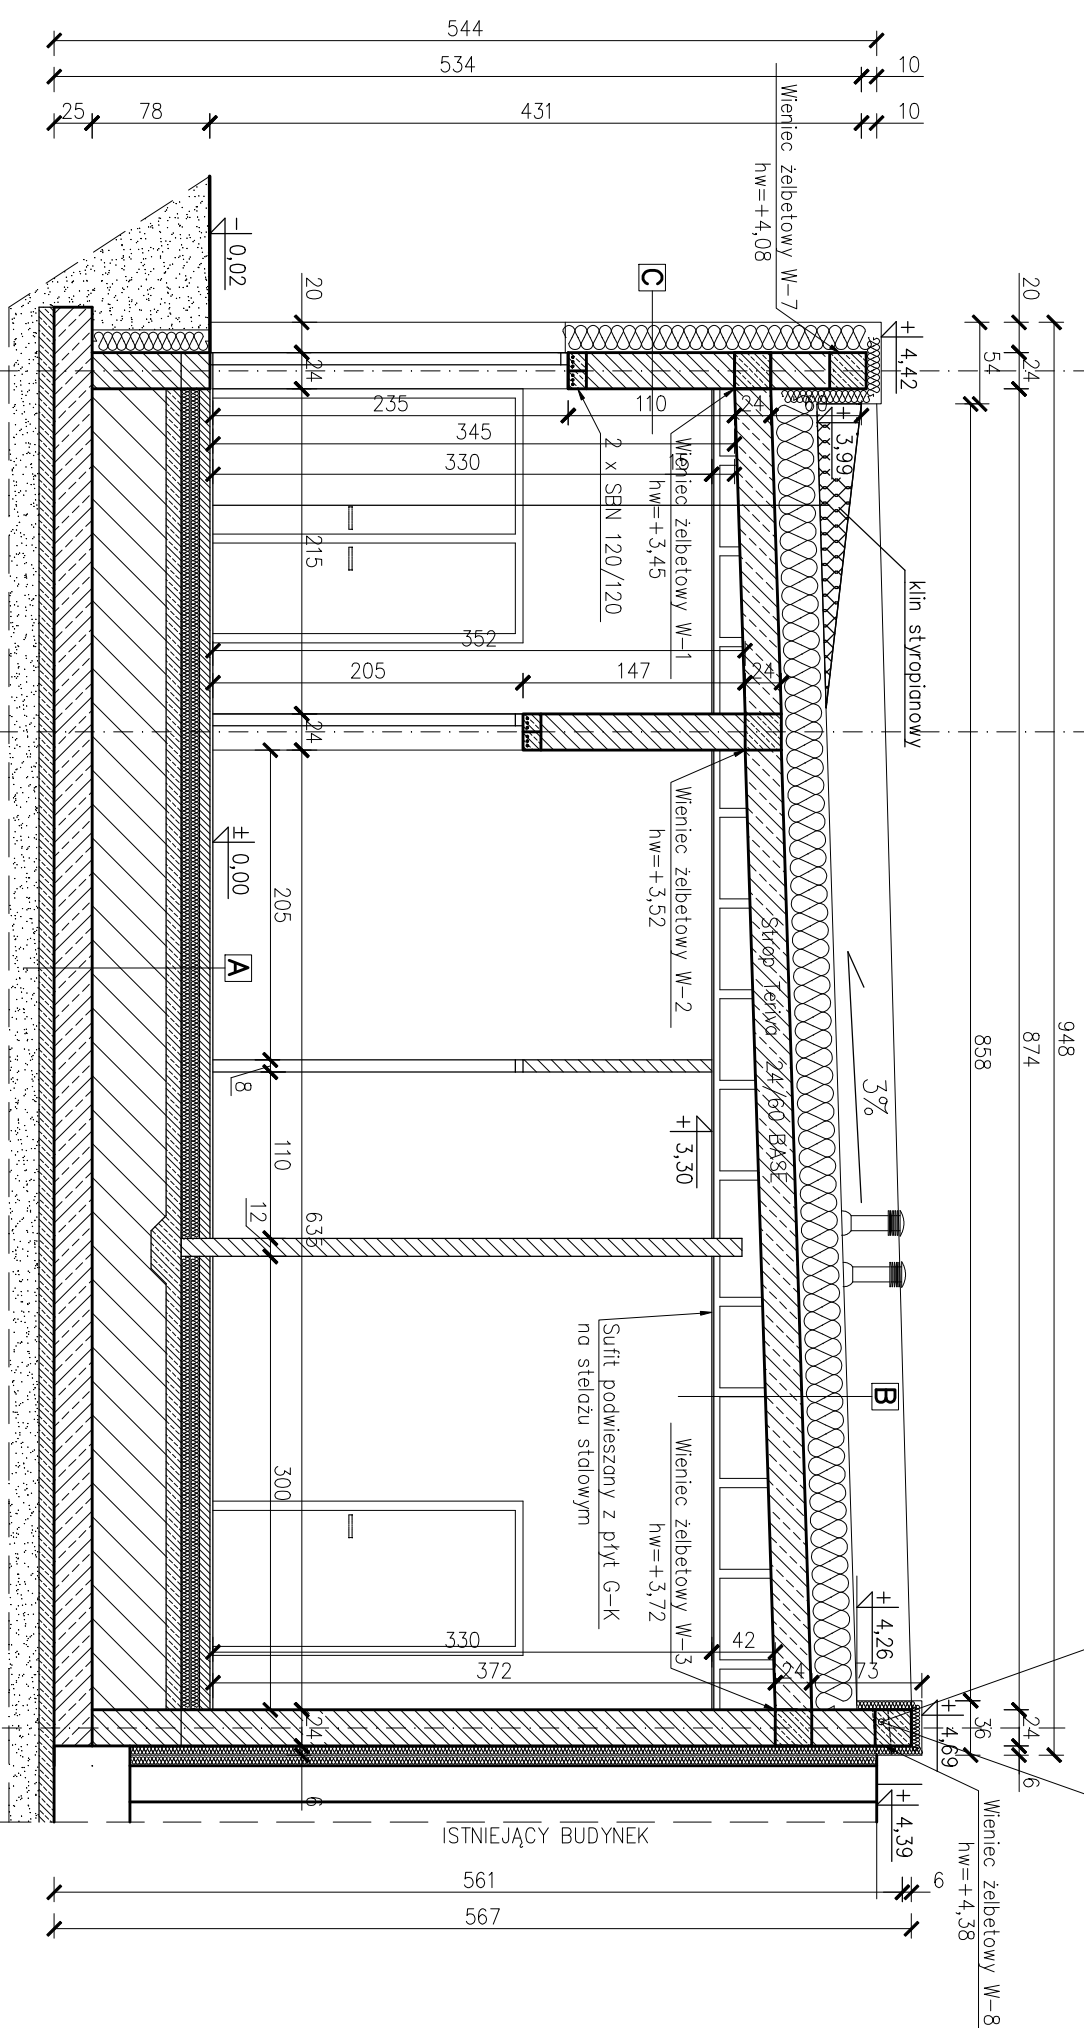 544
534
10
25
78
431
10
Wieniec żelbetowy W-7
hw=+4,08
- 0,02
20
C
+ 4,42
20
24
54
24
235
110
24
60
+ 3,99
345
330
Wieniec żelbetowy W-1
hw=+3,45
2 x SBN 120/120
215
klin styropianowy
352
205
147
24
24
Wieniec żelbetowy W-2
hw=+3,52
± 0,00
205
A
Strop Teriva 24/60 BASE
948
874
858
3%
8
110
+ 3,30
12
635
Sufit podwieszany z płyt G-K
na stelażu stalowym
B
300
Wieniec żelbetowy W-3
hw=+3,72
+ 4,26
330
42
372
24
73
24
+ 4,69
36
24
6
6
+ 4,39
ISTNIEJĄCY BUDYNEK
Wieniec żelbetowy W-8
hw=+4,38
561
6
567